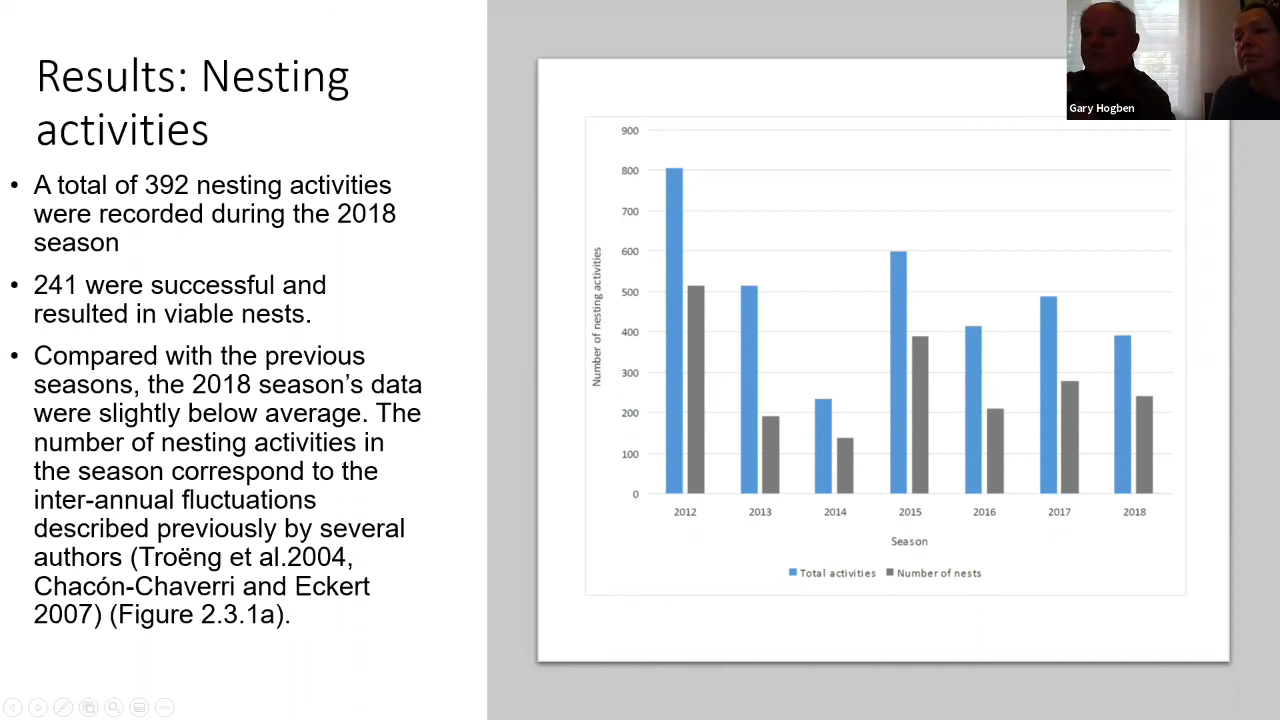 Results: Nesting
activities
• A total of 392 nesting activities
were recorded during the 2018
season
• 241 were successful and
resulted in viable nests.
• Compared with the previous
seasons, the 2018 season’s data
were slightly below average. The
number of nesting activities in
the season correspond to the
inter-annual fluctuations
described previously by several
authors (Troëng et al.2004,
Chacón-Chaverri and Eckert
2007) (Figure 2.3.1a).
Gary Hogben
Number of nesting activities
900
800
700
600
500
400
300
200
100
0
2012 2013 2014 2015 2016 2017 2018
Season
Total activities Number of nests